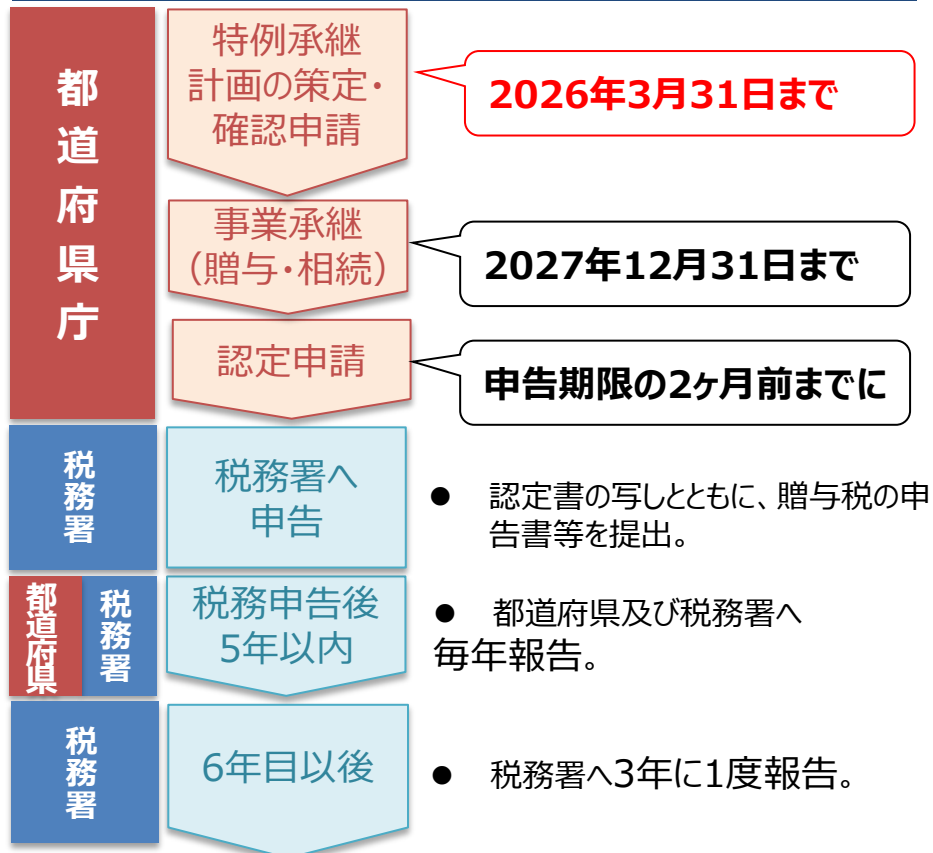 都道府県庁
特例承継
計画の策定・
確認申請
2026年3月31日まで
事業承継
（贈与・相続）
2027年12月31日まで
認定申請
申告期限の2ヶ月前までに
税務署
税務署へ
申告
● 認定書の写しとともに、贈与税の申
告書等を提出。
都道府県
税務署
税務申告後
5年以内
● 都道府県及び税務署へ
毎年報告。
税務署
6年目以後
● 税務署へ3年に1度報告。